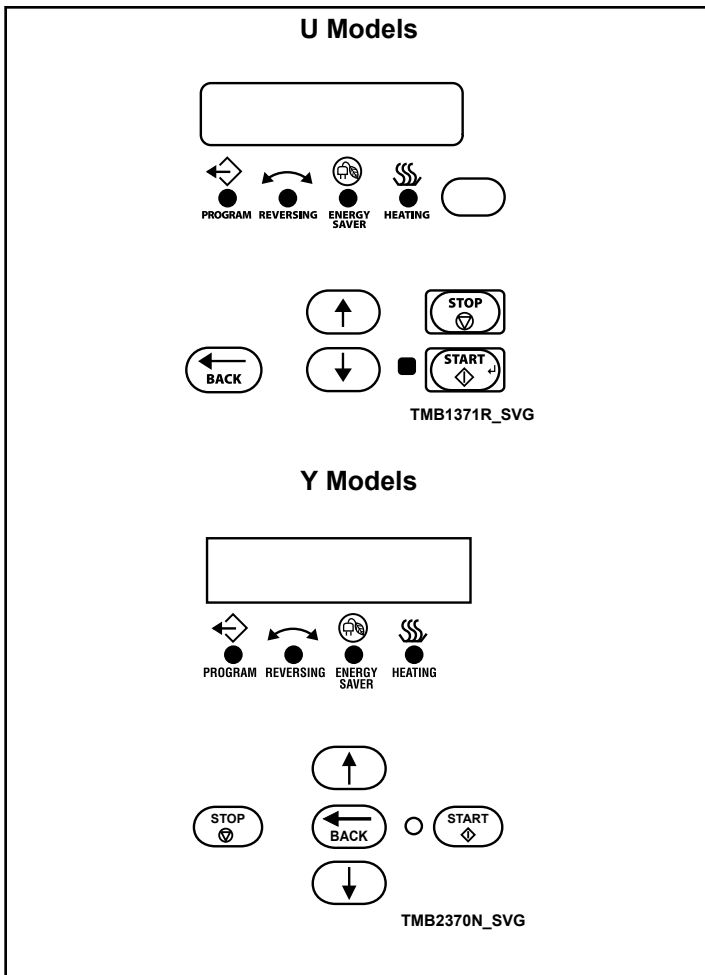 U Models
PROGRAM REVERSING ENERGY SAVER HEATING
STOP
BACK
START
TMB1371R_SVG
Y Models
PROGRAM REVERSING ENERGY SAVER HEATING
STOP
BACK
START
TMB2370N_SVG